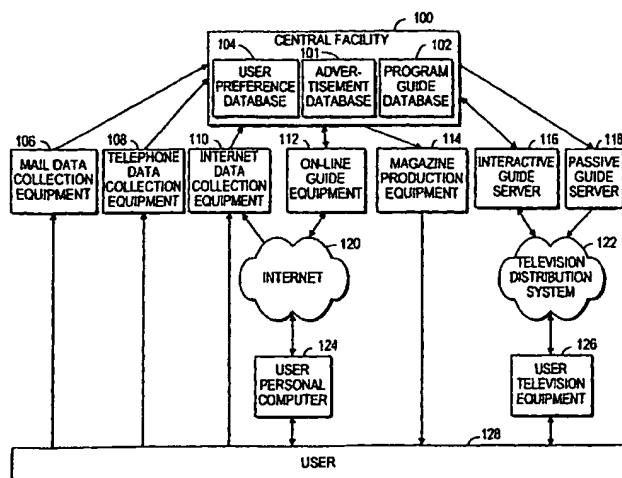 100
CENTRAL FACILITY
104
101
102
USER
PREFERENCE
DATABASE
ADVER-
TISEMENT
DATABASE
PROGRAM
GUIDE
DATABASE
106
108
110
112
114
116
118
MAIL DATA
COLLECTION
EQUIPMENT
TELEPHONE
DATA
COLLECTION
EQUIPMENT
INTERNET
DATA
COLLECTION
EQUIPMENT
ON-LINE
GUIDE
EQUIPMENT
MAGAZINE
PRODUCTION
EQUIPMENT
INTERACTIVE
GUIDE
SERVER
PASSIVE
GUIDE
SERVER
120
INTERNET
122
TELEVISION
DISTRIBUTION
SYSTEM
124
USER
PERSONAL
COMPUTER
126
USER
TELEVISION
EQUIPMENT
128
USER